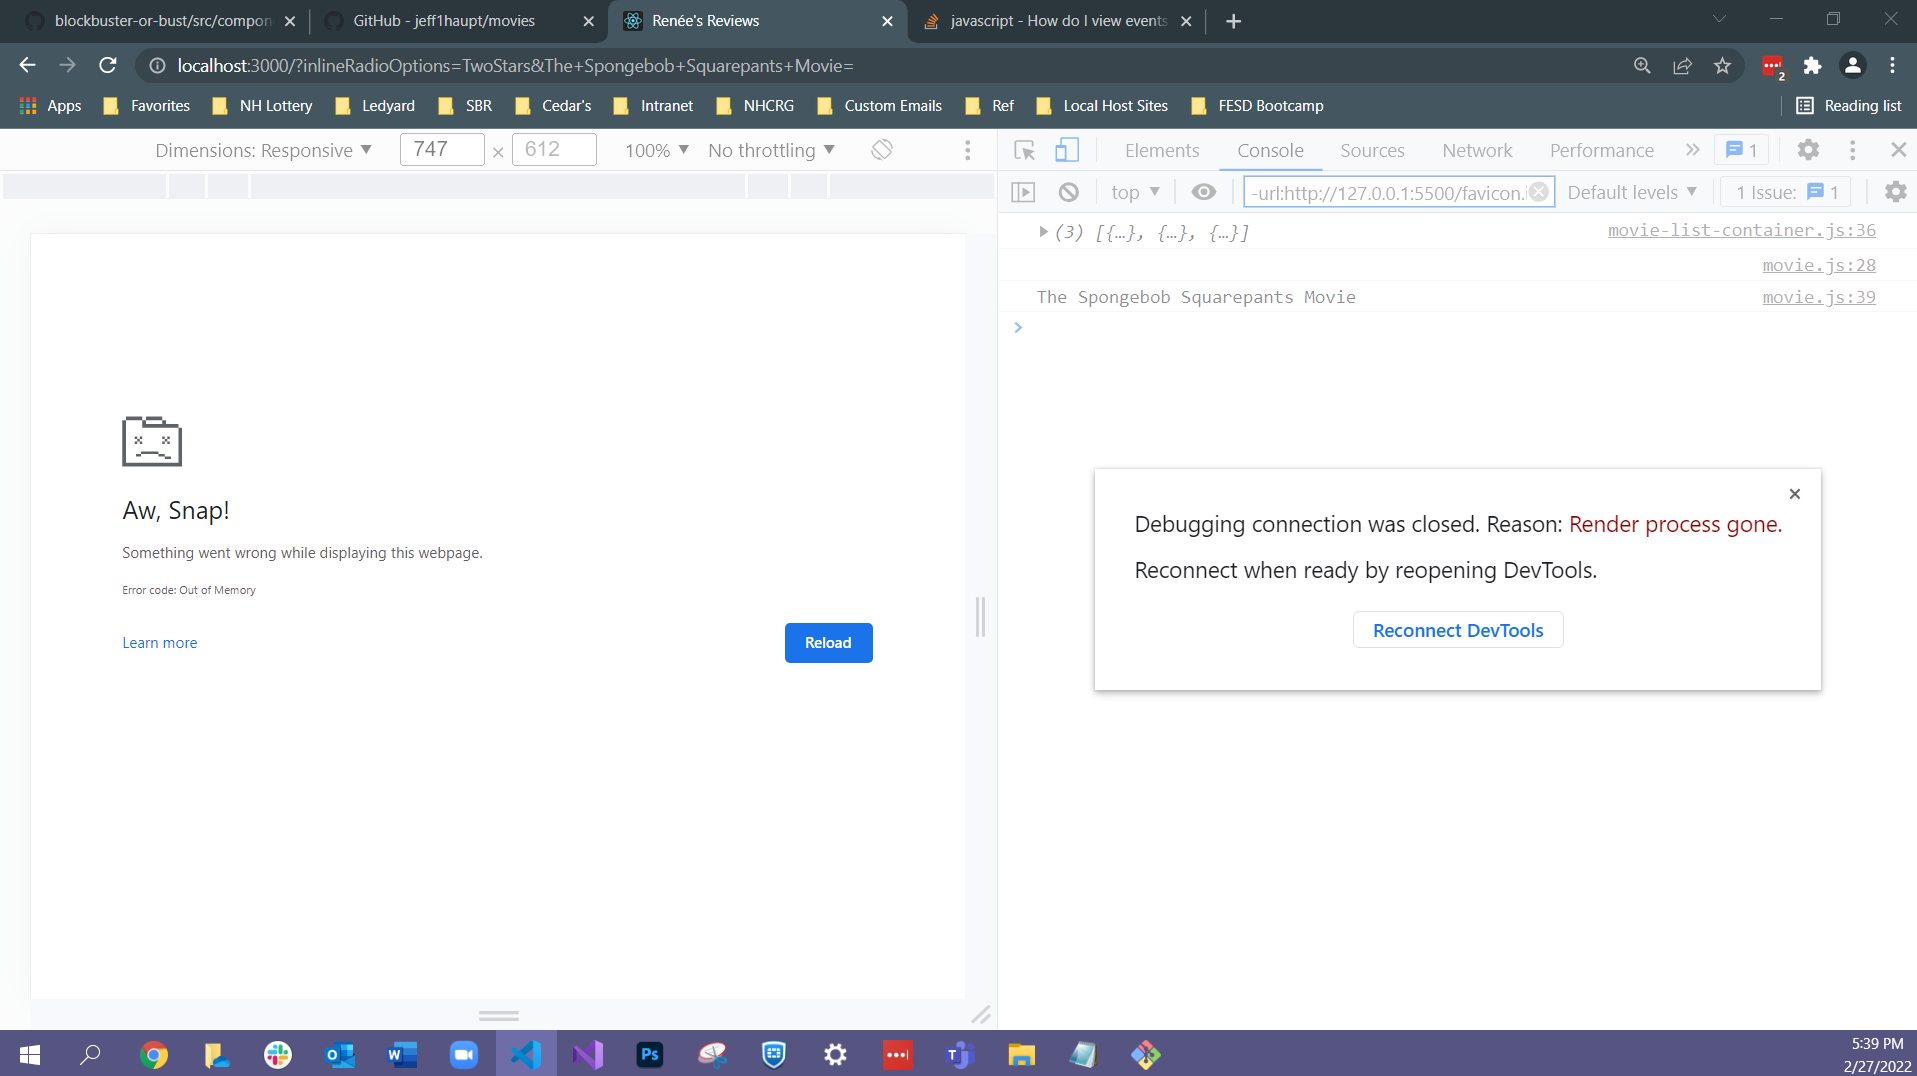 blockbuster-or-bust/src/compon
GitHub - jeff1haupt/movies
Renée's Reviews
javascript - How do I view events
localhost:3000/?inlineRadioOptions=TwoStars&The+Spongebob+Squarepants+Movie=
2
Apps
Favorites
NH Lottery
Ledyard
SBR
Cedar's
Intranet
NHCRG
Custom Emails
Ref
Local Host Sites
FESD Bootcamp
Reading list
Dimensions: Responsive
747
×
612
100%
No throttling
Elements
Console
Sources
Network
Performance
1
top
-url:http://127.0.0.1:5500/favicon.i
Default levels
1 Issue:
1
(3) [{…}, {…}, {…}]
movie-list-container.js:36
movie.js:28
The Spongebob Squarepants Movie
movie.js:39
Aw, Snap!
Something went wrong while displaying this webpage.
Error code: Out of Memory
Learn more
Reload
Debugging connection was closed. Reason: Render process gone.
Reconnect when ready by reopening DevTools.
Reconnect DevTools
Ps
5:39 PM
2/27/2022